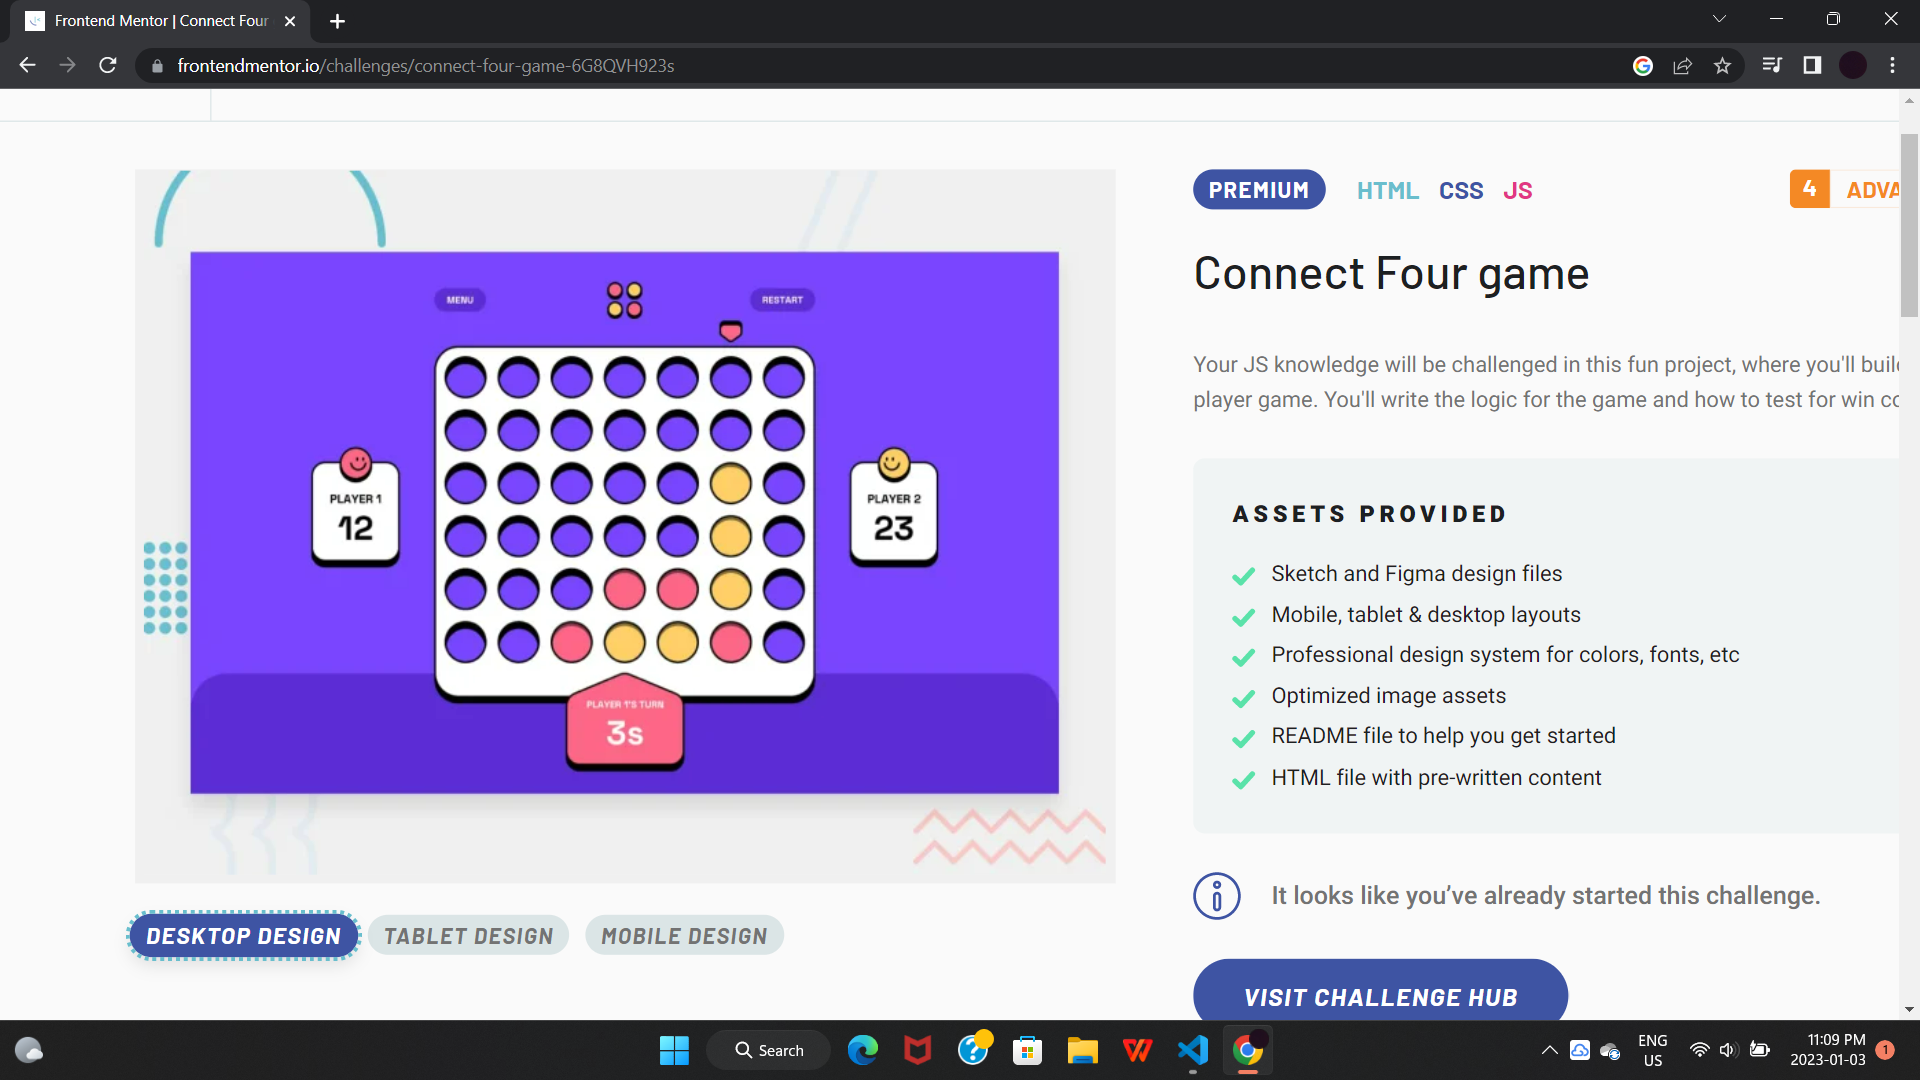 Frontend Mentor | Connect Four
frontendmentor.io/challenges/connect-four-game-6G8QVH923s
PREMIUM HTML CSS JS 4 ADVA
Connect Four game
Your JS knowledge will be challenged in this fun project, where you'll buil
player game. You'll write the logic for the game and how to test for win co
MENU
RESTART
PLAYER 1
12
PLAYER 2
23
PLAYER 1'S TURN
3s
ASSETS PROVIDED
Sketch and Figma design files
Mobile, tablet & desktop layouts
Professional design system for colors, fonts, etc
Optimized image assets
README file to help you get started
HTML file with pre-written content
It looks like you’ve already started this challenge.
DESKTOP DESIGN TABLET DESIGN MOBILE DESIGN
VISIT CHALLENGE HUB
Search
ENG
US
11:09 PM
2023-01-03
1